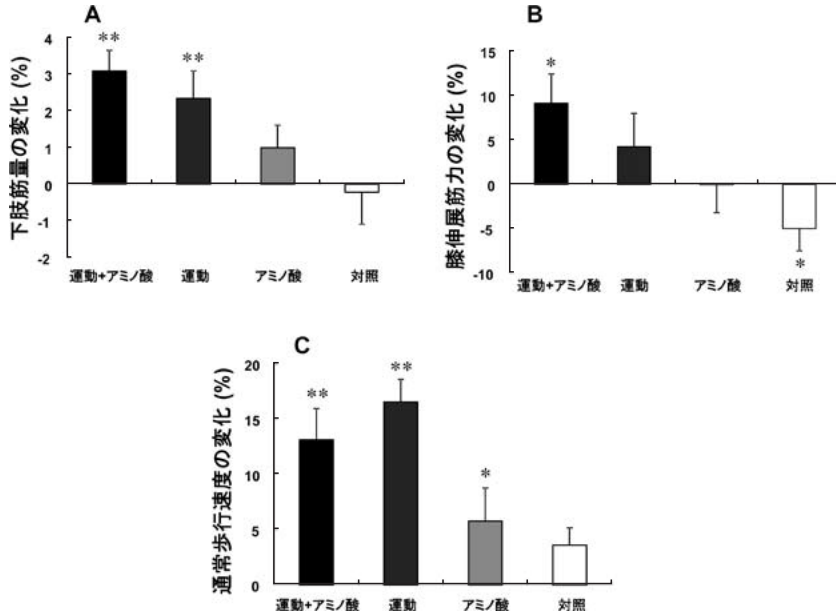 A
下肢筋量の変化 (%)
4
3
2
1
0
-1
-2
**
**
運動+アミノ酸
運動
アミノ酸
対照
B
膝伸展筋力の変化 (%)
15
10
5
0
-5
-10
*
*
運動+アミノ酸
運動
アミノ酸
対照
C
通常歩行速度の変化 (%)
20
15
10
5
0
**
**
*
運動+アミノ酸
運動
アミノ酸
対照